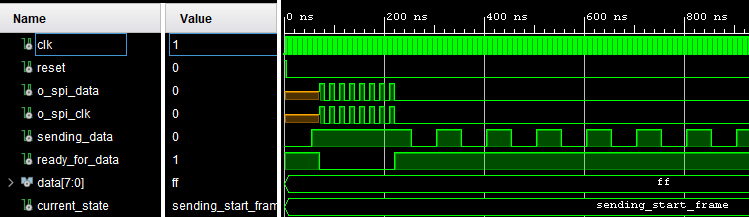 Name Value 0 ns 200 ns 400 ns 600 ns 800 ns
clk 1
reset 0
o_spi_data 0
o_spi_clk 0
sending_data 0
ready_for_data 1
data[7:0] ff ff
current_state sending_start_fram sending_start_frame